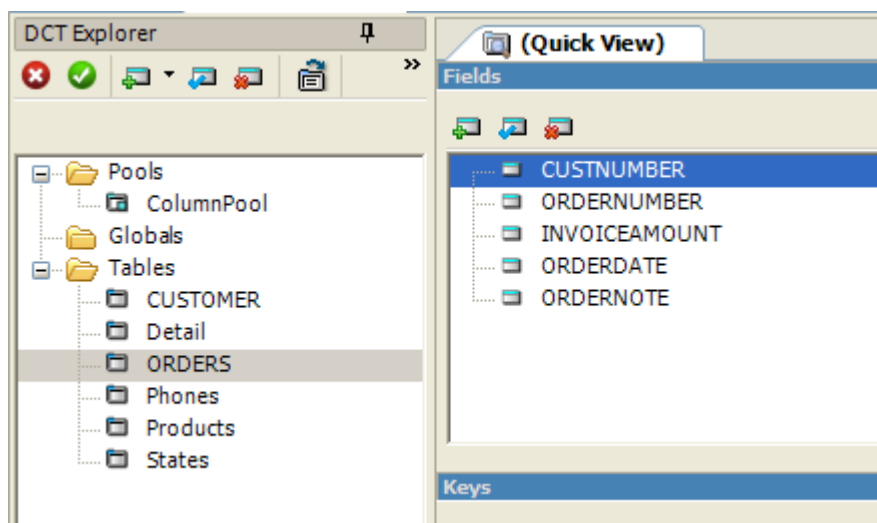 DCT Explorer
Pools
ColumnPool
Globals
Tables
CUSTOMER
Detail
ORDERS
Phones
Products
States
(Quick View)
Fields
CUSTNUMBER
ORDERNUMBER
INVOICEAMOUNT
ORDERDATE
ORDERNOTE
Keys